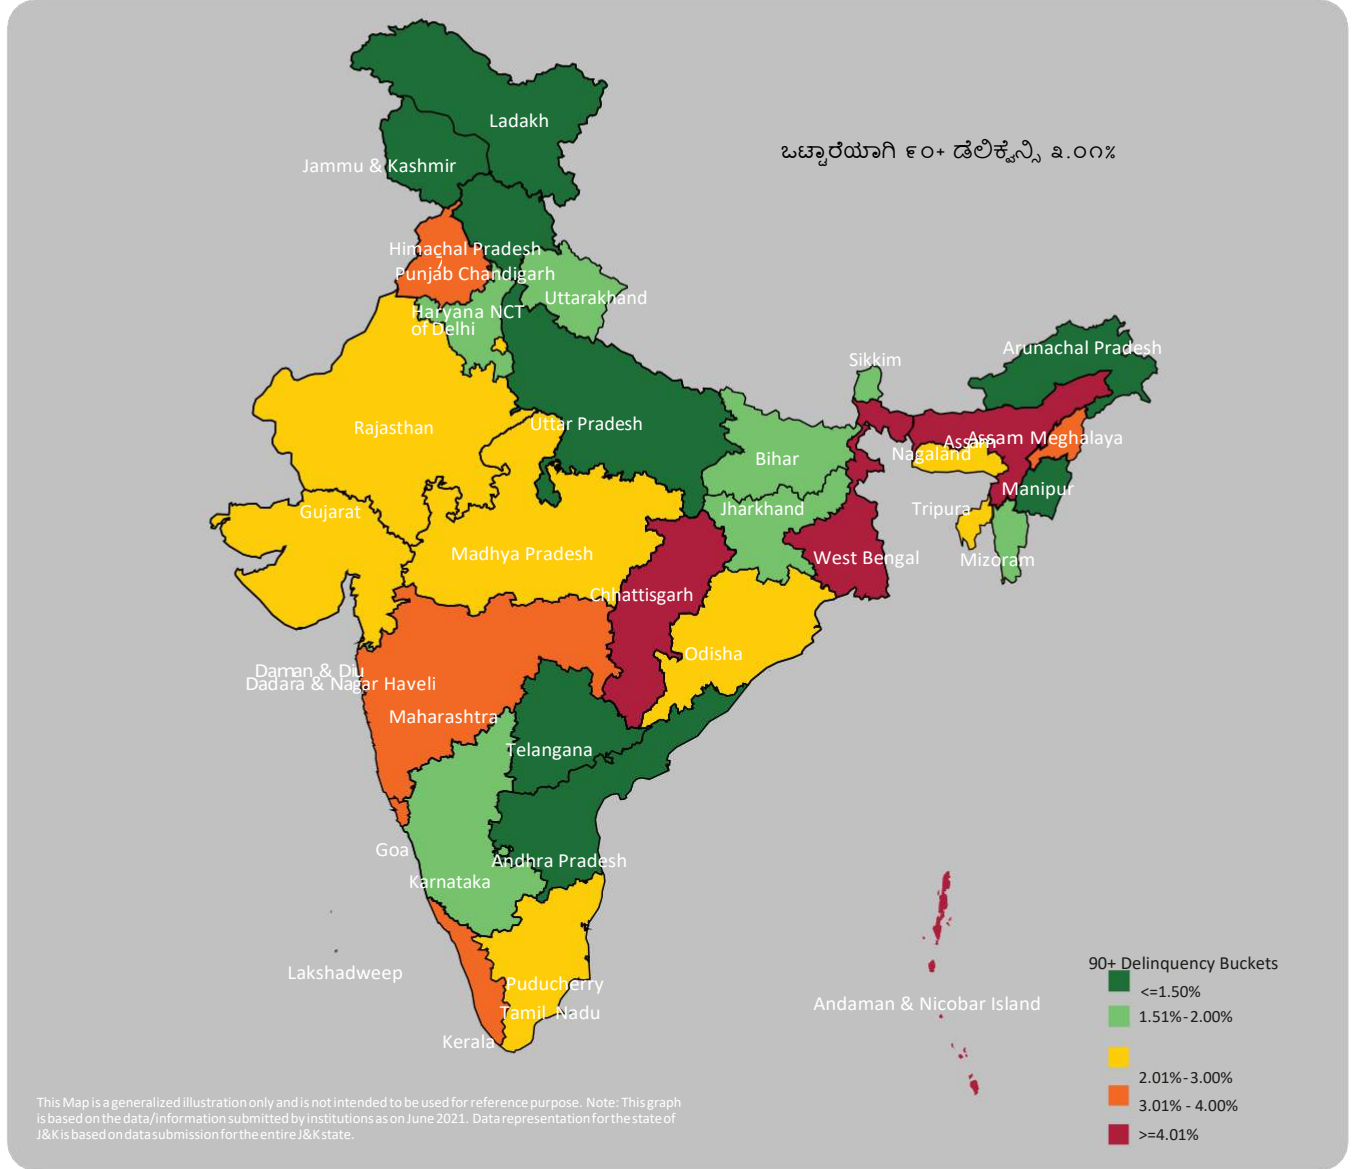 Ladakh
ಒಟ್ಟಾರೆಯಾಗಿ ೯೦+ ಡೆಲಿಕ್ವೆನ್ಸಿ ೩.೦೧%
Jammu & Kashmir
Himachal Pradesh
Punjab Chandigarh
Uttarakhand
Haryana NCT
of Delhi
Arunachal Pradesh
Sikkim
Rajasthan
Uttar Pradesh
Assam
Assam Meghalaya
Nagaland
Bihar
Manipur
Gujarat
Jharkhand
Tripura
Madhya Pradesh
West Bengal
Mizoram
Chhattisgarh
Odisha
Daman & Diu
Dadara & Nagar Haveli
Maharashtra
Telangana
Goa
Andhra Pradesh
Karnataka
Lakshadweep
Puducherry
Tamil Nadu
Kerala
Andaman & Nicobar Island
90+ Delinquency Buckets
<=1.50%
1.51%-2.00%
2.01%-3.00%
3.01% - 4.00%
>=4.01%
This Map is a generalized illustration only and is not intended to be used for reference purpose. Note: This graph
is based on the data/information submitted by institutions as on June 2021. Data representation for the state of
J&K is based on data submission for the entire J&K state.